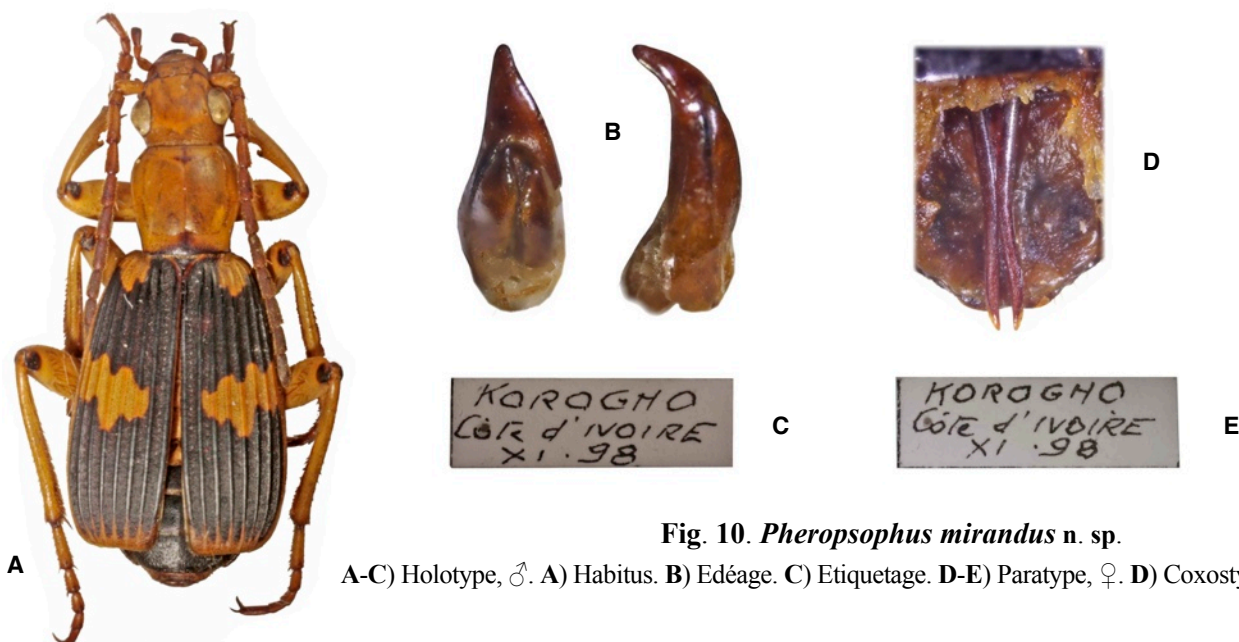 B
D
KOROGHO
Côte d'IVOIRE
XI.98
C
KOROGHO
Côte d'IVOIRE
XI.98
E
A
Fig. 10. Pheropsophus mirandus n. sp.
A-C) Holotype, ♂. A) Habitus. B) Edéage. C) Etiquetage. D-E) Paratype, ♀. D)